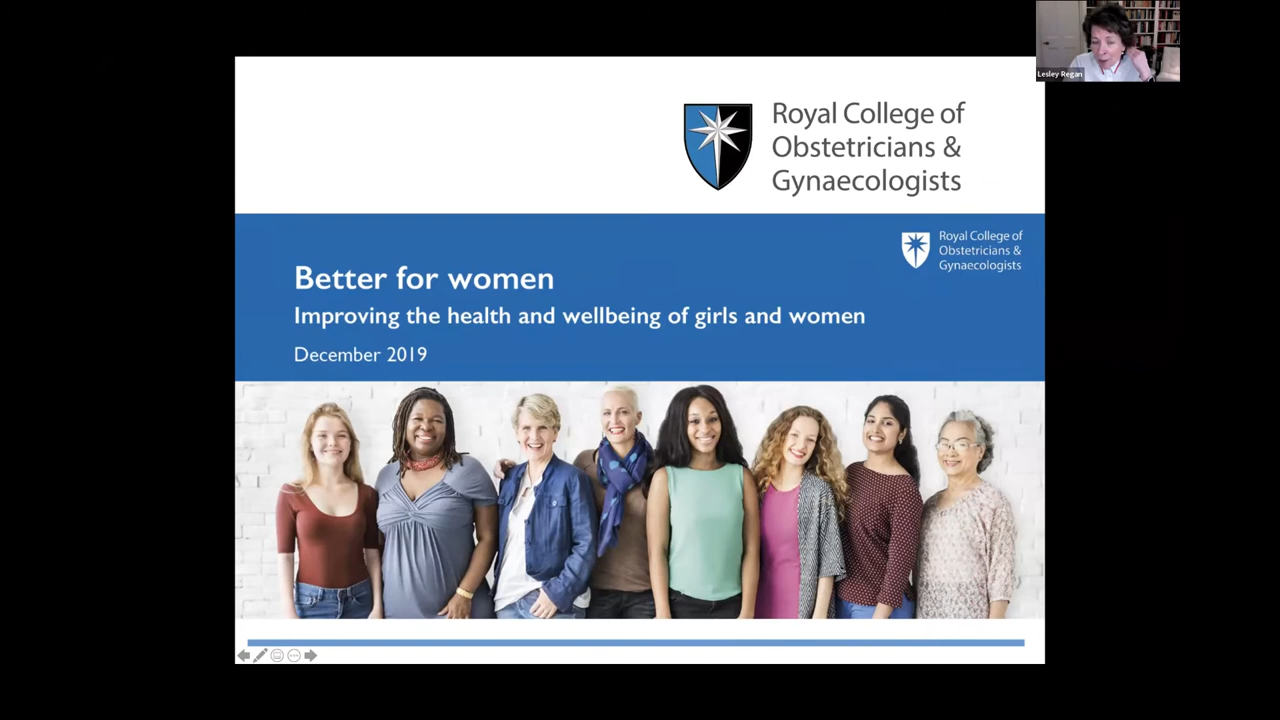 Lesley Regan
Royal College of
Obstetricians &
Gynaecologists
Royal College of
Obstetricians &
Gynaecologists
Better for women
Improving the health and wellbeing of girls and women
December 2019